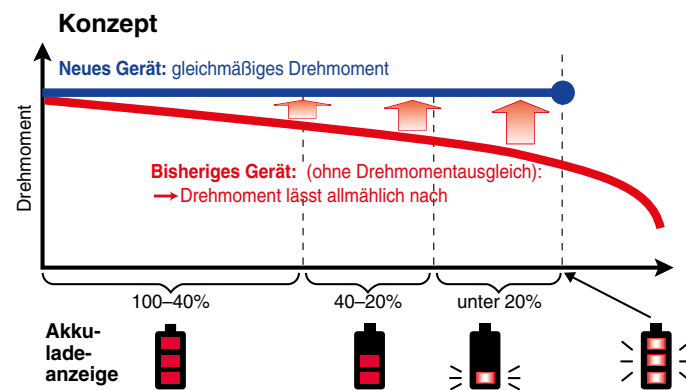 Konzept
Neues Gerät: gleichmäßiges Drehmoment
Drehmoment
Bisheriges Gerät: (ohne Drehmomentausgleich):
→ Drehmoment lässt allmählich nach
100–40%
40–20%
unter 20%
Akku-
lade-
anzeige